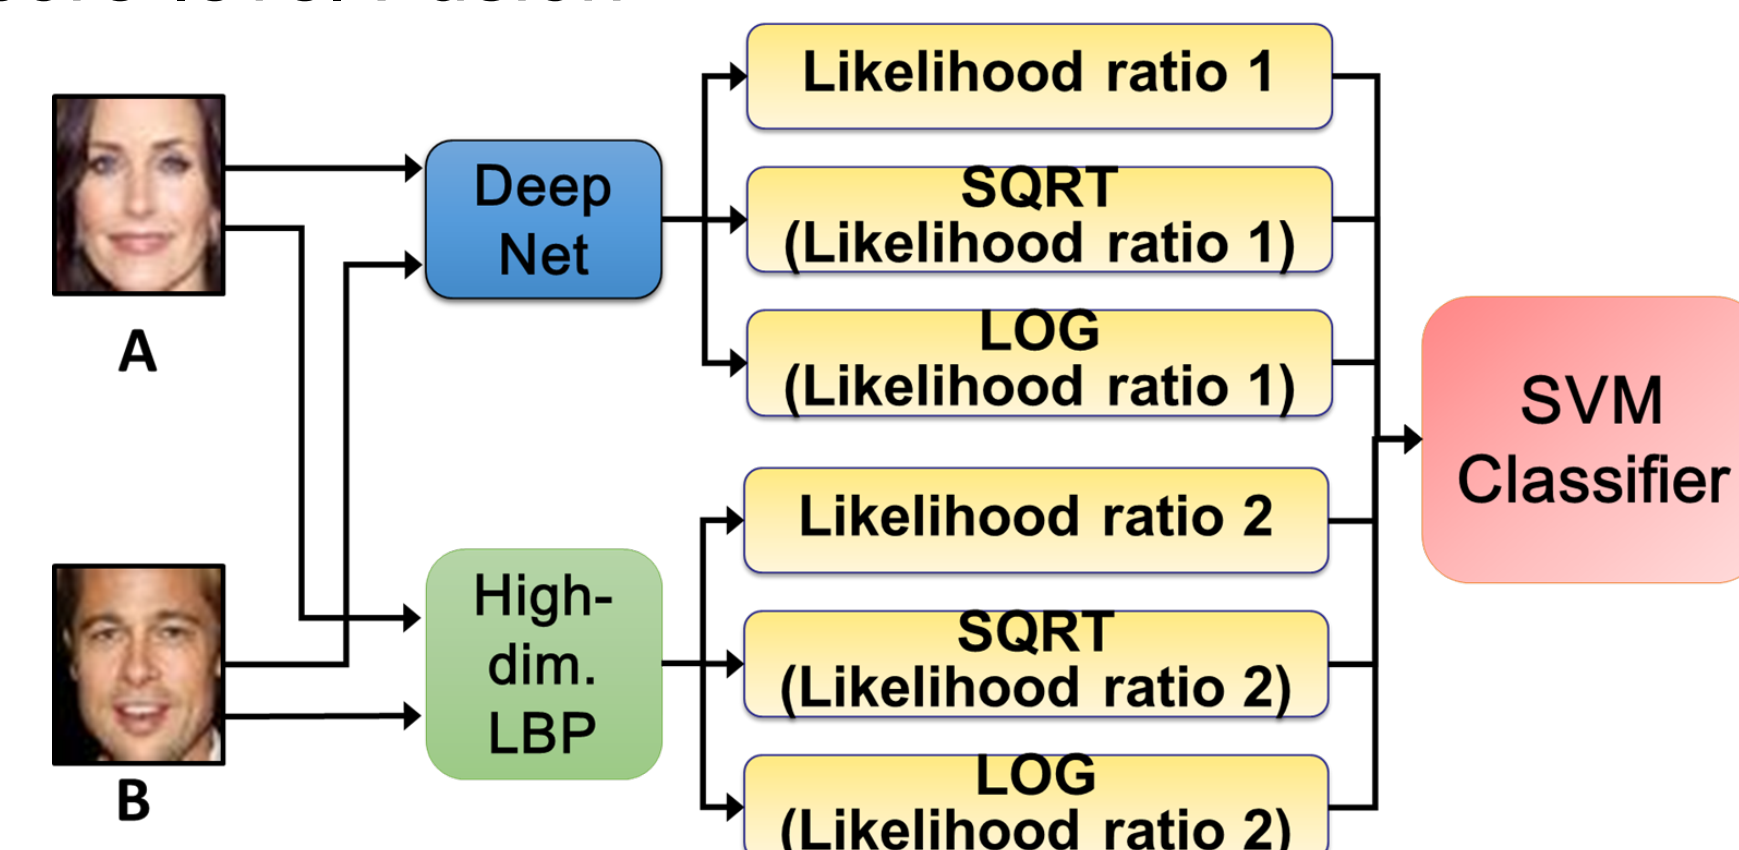 A
B
Deep
Net
High-
dim.
LBP
Likelihood ratio 1
SQRT
(Likelihood ratio 1)
LOG
(Likelihood ratio 1)
Likelihood ratio 2
SQRT
(Likelihood ratio 2)
LOG
(Likelihood ratio 2)
SVM
Classifier